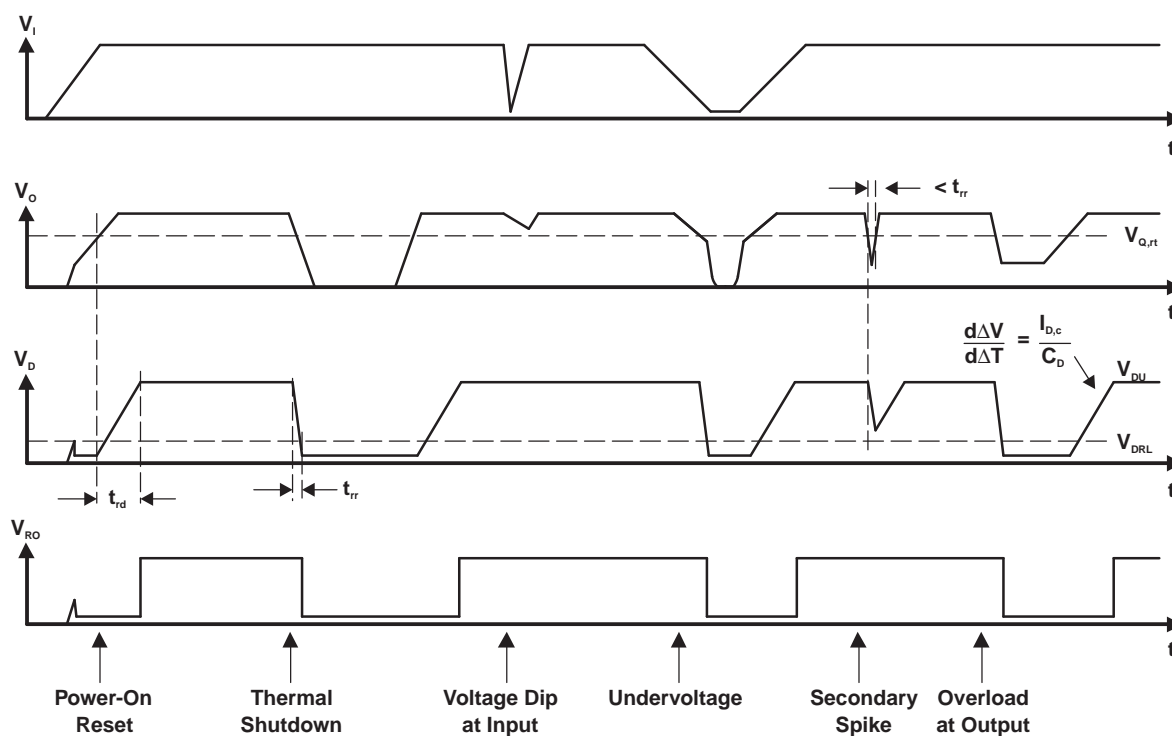 V_I
t
V_O
< t_rr
V_Q,rt
t
V_D
dΔV
dΔT
=
I_D,c
C_D
V_DU
V_DRL
t_rd
t_rr
t
V_RO
t
Power-On
Reset
Thermal
Shutdown
Voltage Dip
at Input
Undervoltage
Secondary
Spike
Overload
at Output